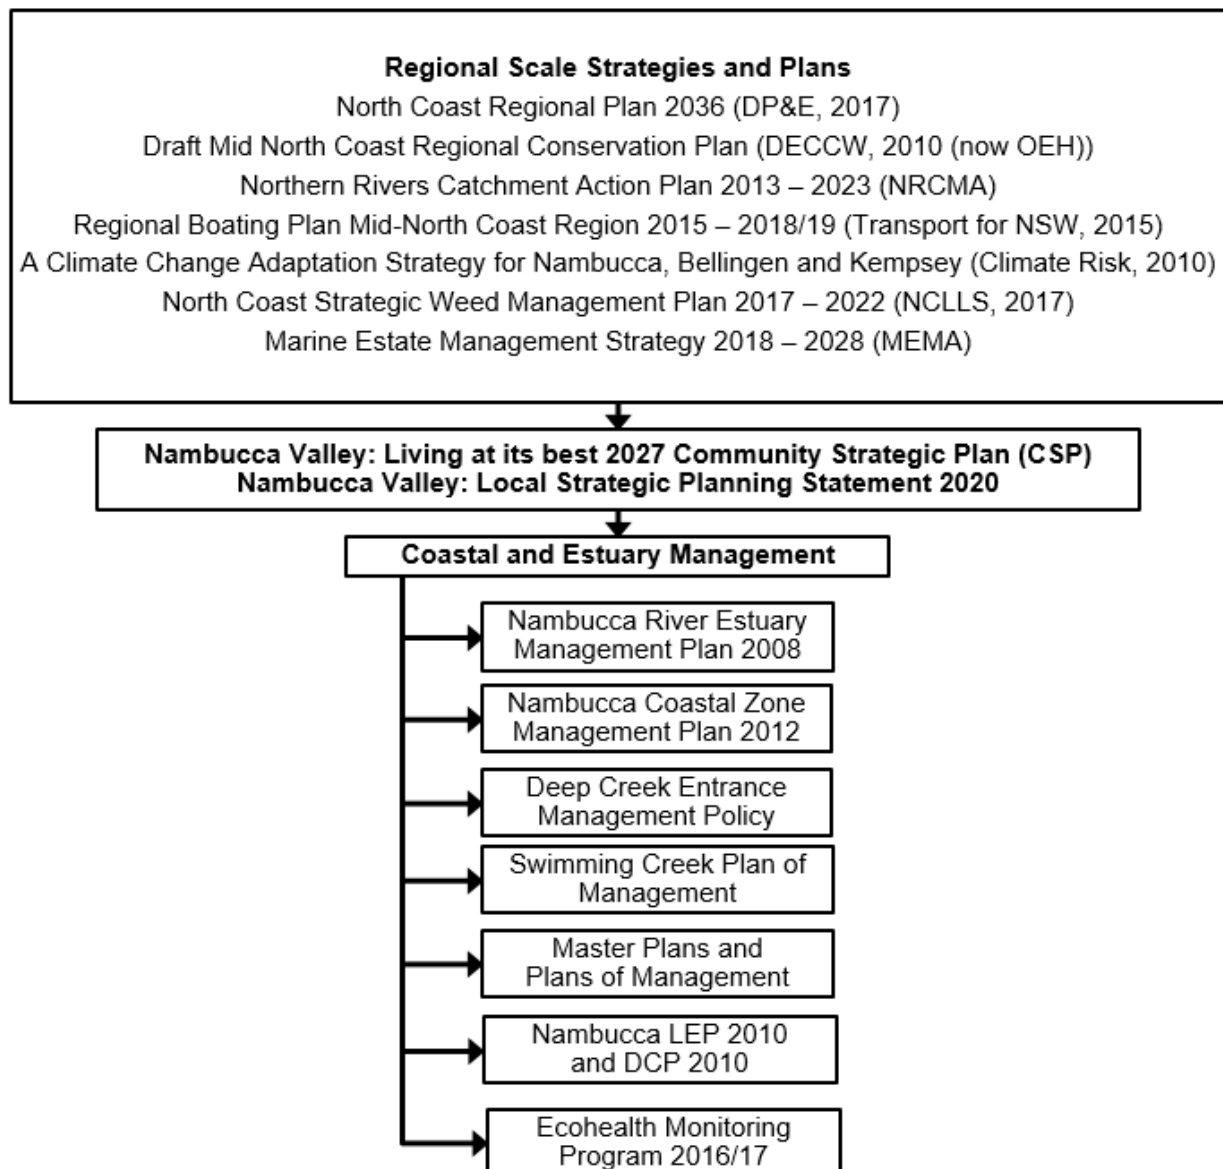 Regional Scale Strategies and Plans
North Coast Regional Plan 2036 (DP&E, 2017)
Draft Mid North Coast Regional Conservation Plan (DECCW, 2010 (now OEH))
Northern Rivers Catchment Action Plan 2013 – 2023 (NRCMA)
Regional Boating Plan Mid-North Coast Region 2015 – 2018/19 (Transport for NSW, 2015)
A Climate Change Adaptation Strategy for Nambucca, Bellingen and Kempsey (Climate Risk, 2010)
North Coast Strategic Weed Management Plan 2017 – 2022 (NCLLS, 2017)
Marine Estate Management Strategy 2018 – 2028 (MEMA)
Nambucca Valley: Living at its best 2027 Community Strategic Plan (CSP)
Nambucca Valley: Local Strategic Planning Statement 2020
Coastal and Estuary Management
Nambucca River Estuary
Management Plan 2008
Nambucca Coastal Zone
Management Plan 2012
Deep Creek Entrance
Management Policy
Swimming Creek Plan of
Management
Master Plans and
Plans of Management
Nambucca LEP 2010
and DCP 2010
Ecohealth Monitoring
Program 2016/17